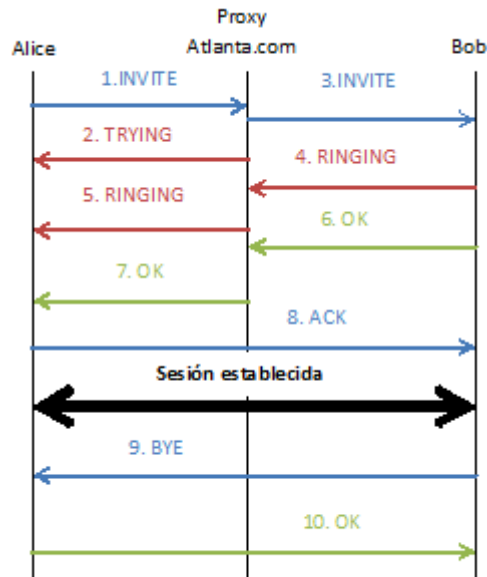 Proxy
Alice Atlanta.com Bob
1.INVITE 3.INVITE
2. TRYING
4. RINGING
5. RINGING
6. OK
7. OK
8. ACK
Sesión establecida
9. BYE
10. OK